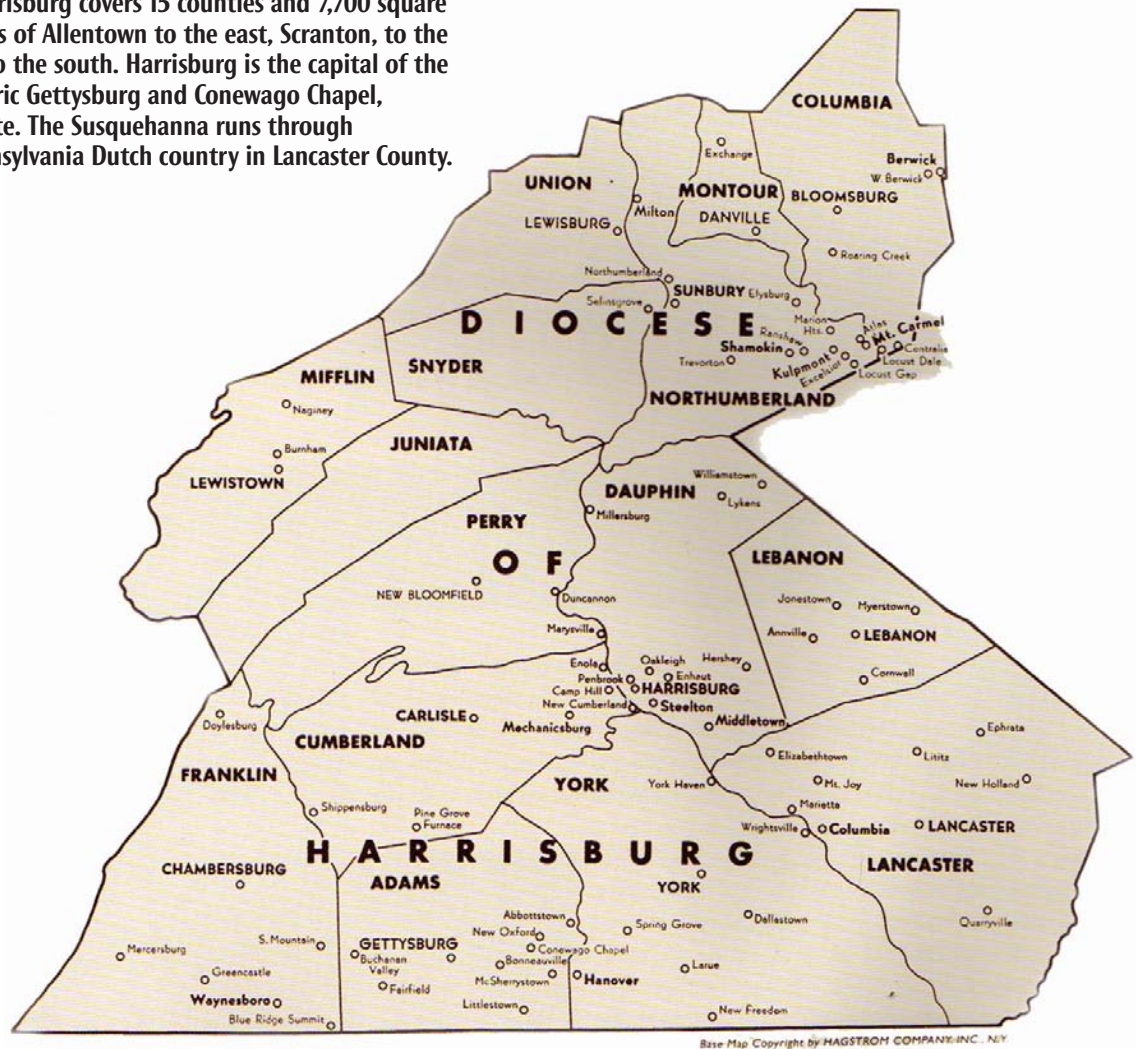 risburg covers 15 counties and 7,700 square
s of Allentown to the east, Scranton, to the
o the south. Harrisburg is the capital of the
ric Gettysburg and Conewago Chapel,
te. The Susquehanna runs through
nsylvania Dutch country in Lancaster County.
COLUMBIA
Exchange
Berwick
W. Berwick
UNION
MONTOUR
BLOOMSBURG
Milton
DANVILLE
LEWISBURG
Roaring Creek
Northumberland
SUNBURY
Elysburg
Selinsgrove
DIOCESE
Marion
Hts.
Atlas
Mt. Carmel
Ranshaw
Shamokin
Centralia
Trevorton
Kulpmont
Locust Dale
Excelsior
Locust Gap
SNYDER
MIFFLIN
NORTHUMBERLAND
Naginey
JUNIATA
Burnham
LEWISTOWN
Williamstown
DAUPHIN
Lykens
Millersburg
PERRY
OF
LEBANON
NEW BLOOMFIELD
Duncannon
Jonestown
Myerstown
Marysville
Annville
LEBANON
Enola
Oakleigh
Hershey
Penbrook
Enhaut
Cornwall
Camp Hill
HARRISBURG
New Cumberland
Steelton
CARLISLE
Mechanicsburg
Middletown
Doylesburg
CUMBERLAND
Ephrata
Elizabethtown
Lititz
FRANKLIN
YORK
York Haven
Mt. Joy
New Holland
Shippensburg
Pine Grove
Furnace
Marietta
Wrightsville
Columbia
LANCASTER
HARRISBURG
CHAMBERSBURG
ADAMS
YORK
LANCASTER
Abbottstown
Dallastown
Quarryville
New Oxford
Spring Grove
Mercersburg
S. Mountain
GETTYSBURG
Conewago Chapel
Buchanan
Valley
Bonneauville
Larue
Greencastle
McSherrystown
Hanover
Fairfield
Waynesboro
Littlestown
New Freedom
Blue Ridge Summit
Base Map Copyright by HAGSTROM COMPANY, INC., N.Y.